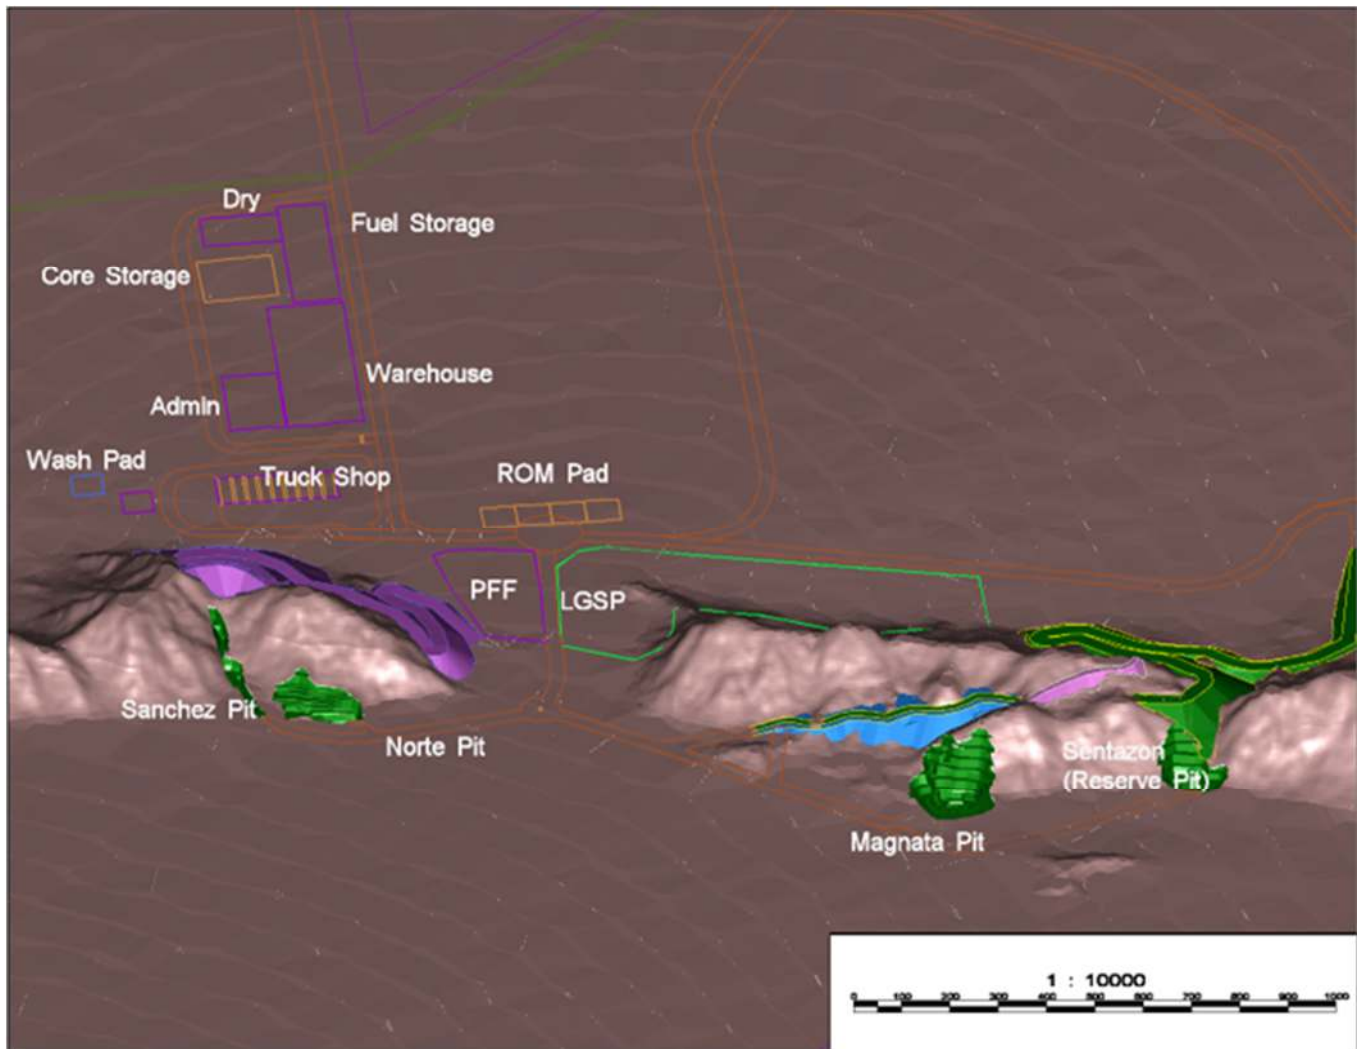 Dry
Fuel Storage
Core Storage
Warehouse
Admin
Wash Pad
Truck Shop
ROM Pad
PFF
LGSP
Sanchez Pit
Norte Pit
Sentazon
(Reserve Pit)
Magnata Pit
1 : 10000
0 100 200 300 400 500 600 700 800 900 1000